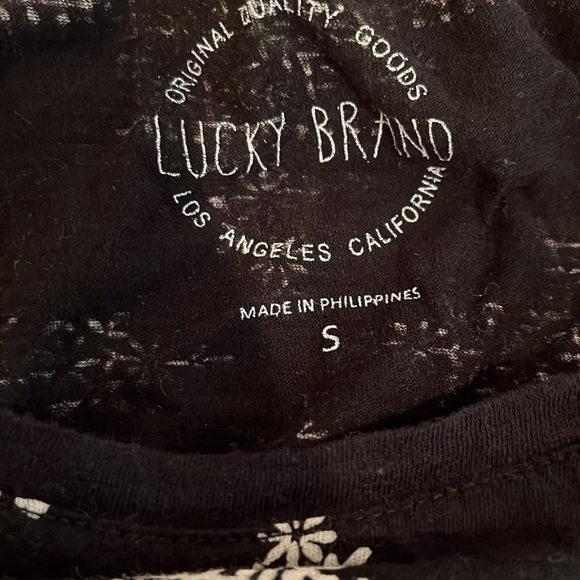 ORIGINAL QUALITY GOODS
LUCKY BRAND
LOS ANGELES CALIFORNIA
MADE IN PHILIPPINES
S